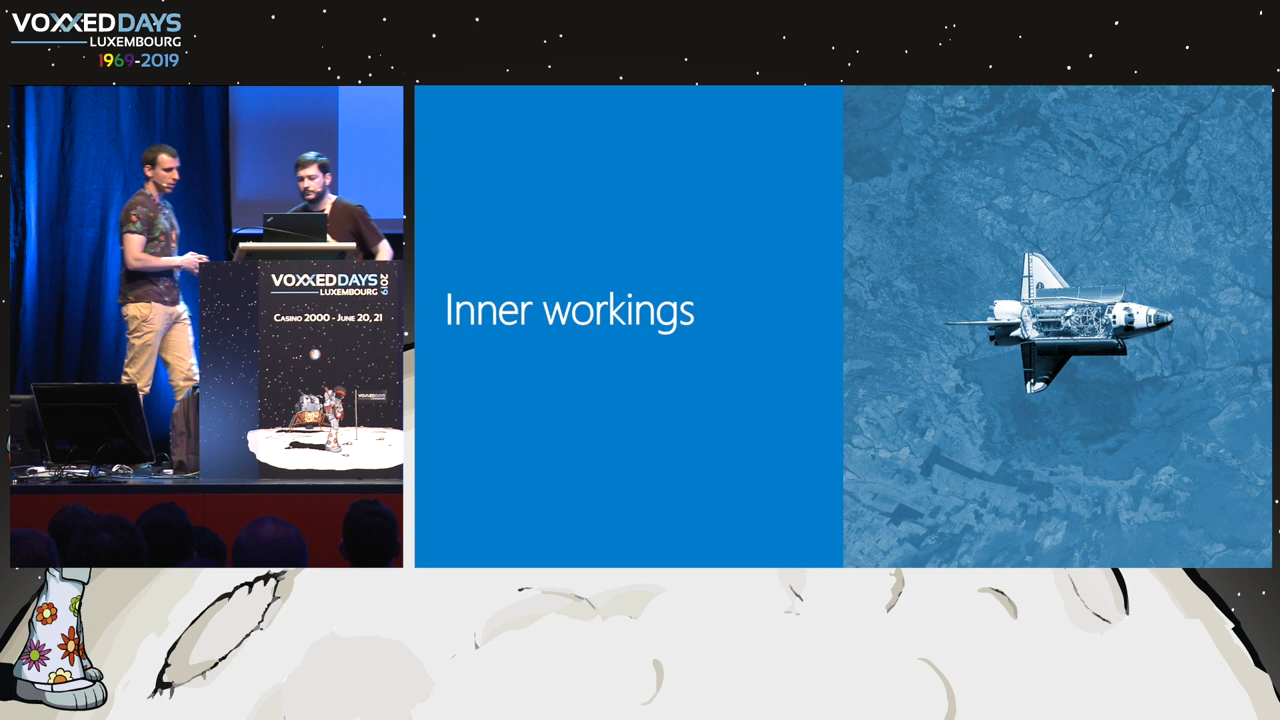 VOXXEDDAYS
LUXEMBOURG
1969-2019
VOXXEDDAYS 2019
LUXEMBOURG
CASINO 2000 - JUNE 20, 21
Inner workings